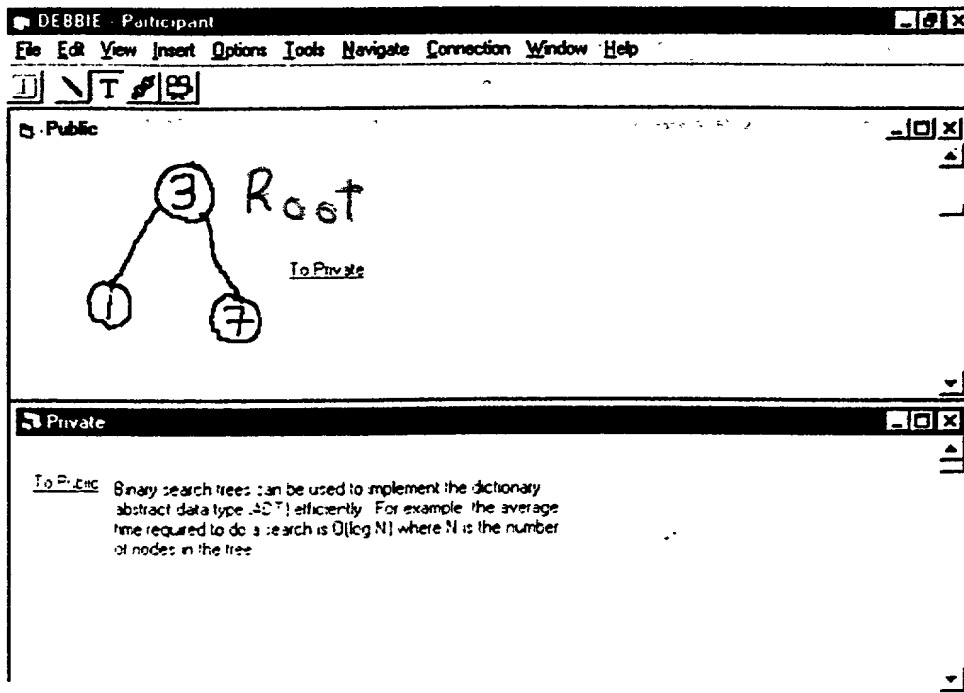 DEBBIE - Participant
File Edit View Insert Options Tools Navigate Connection Window Help
T
Public
3 Root
To Private
1 7
Private
To Public Binary search trees can be used to implement the dictionary
abstract data type (ADT) efficiently. For example the average
time required to do a search is O(log N) where N is the number
of nodes in the tree